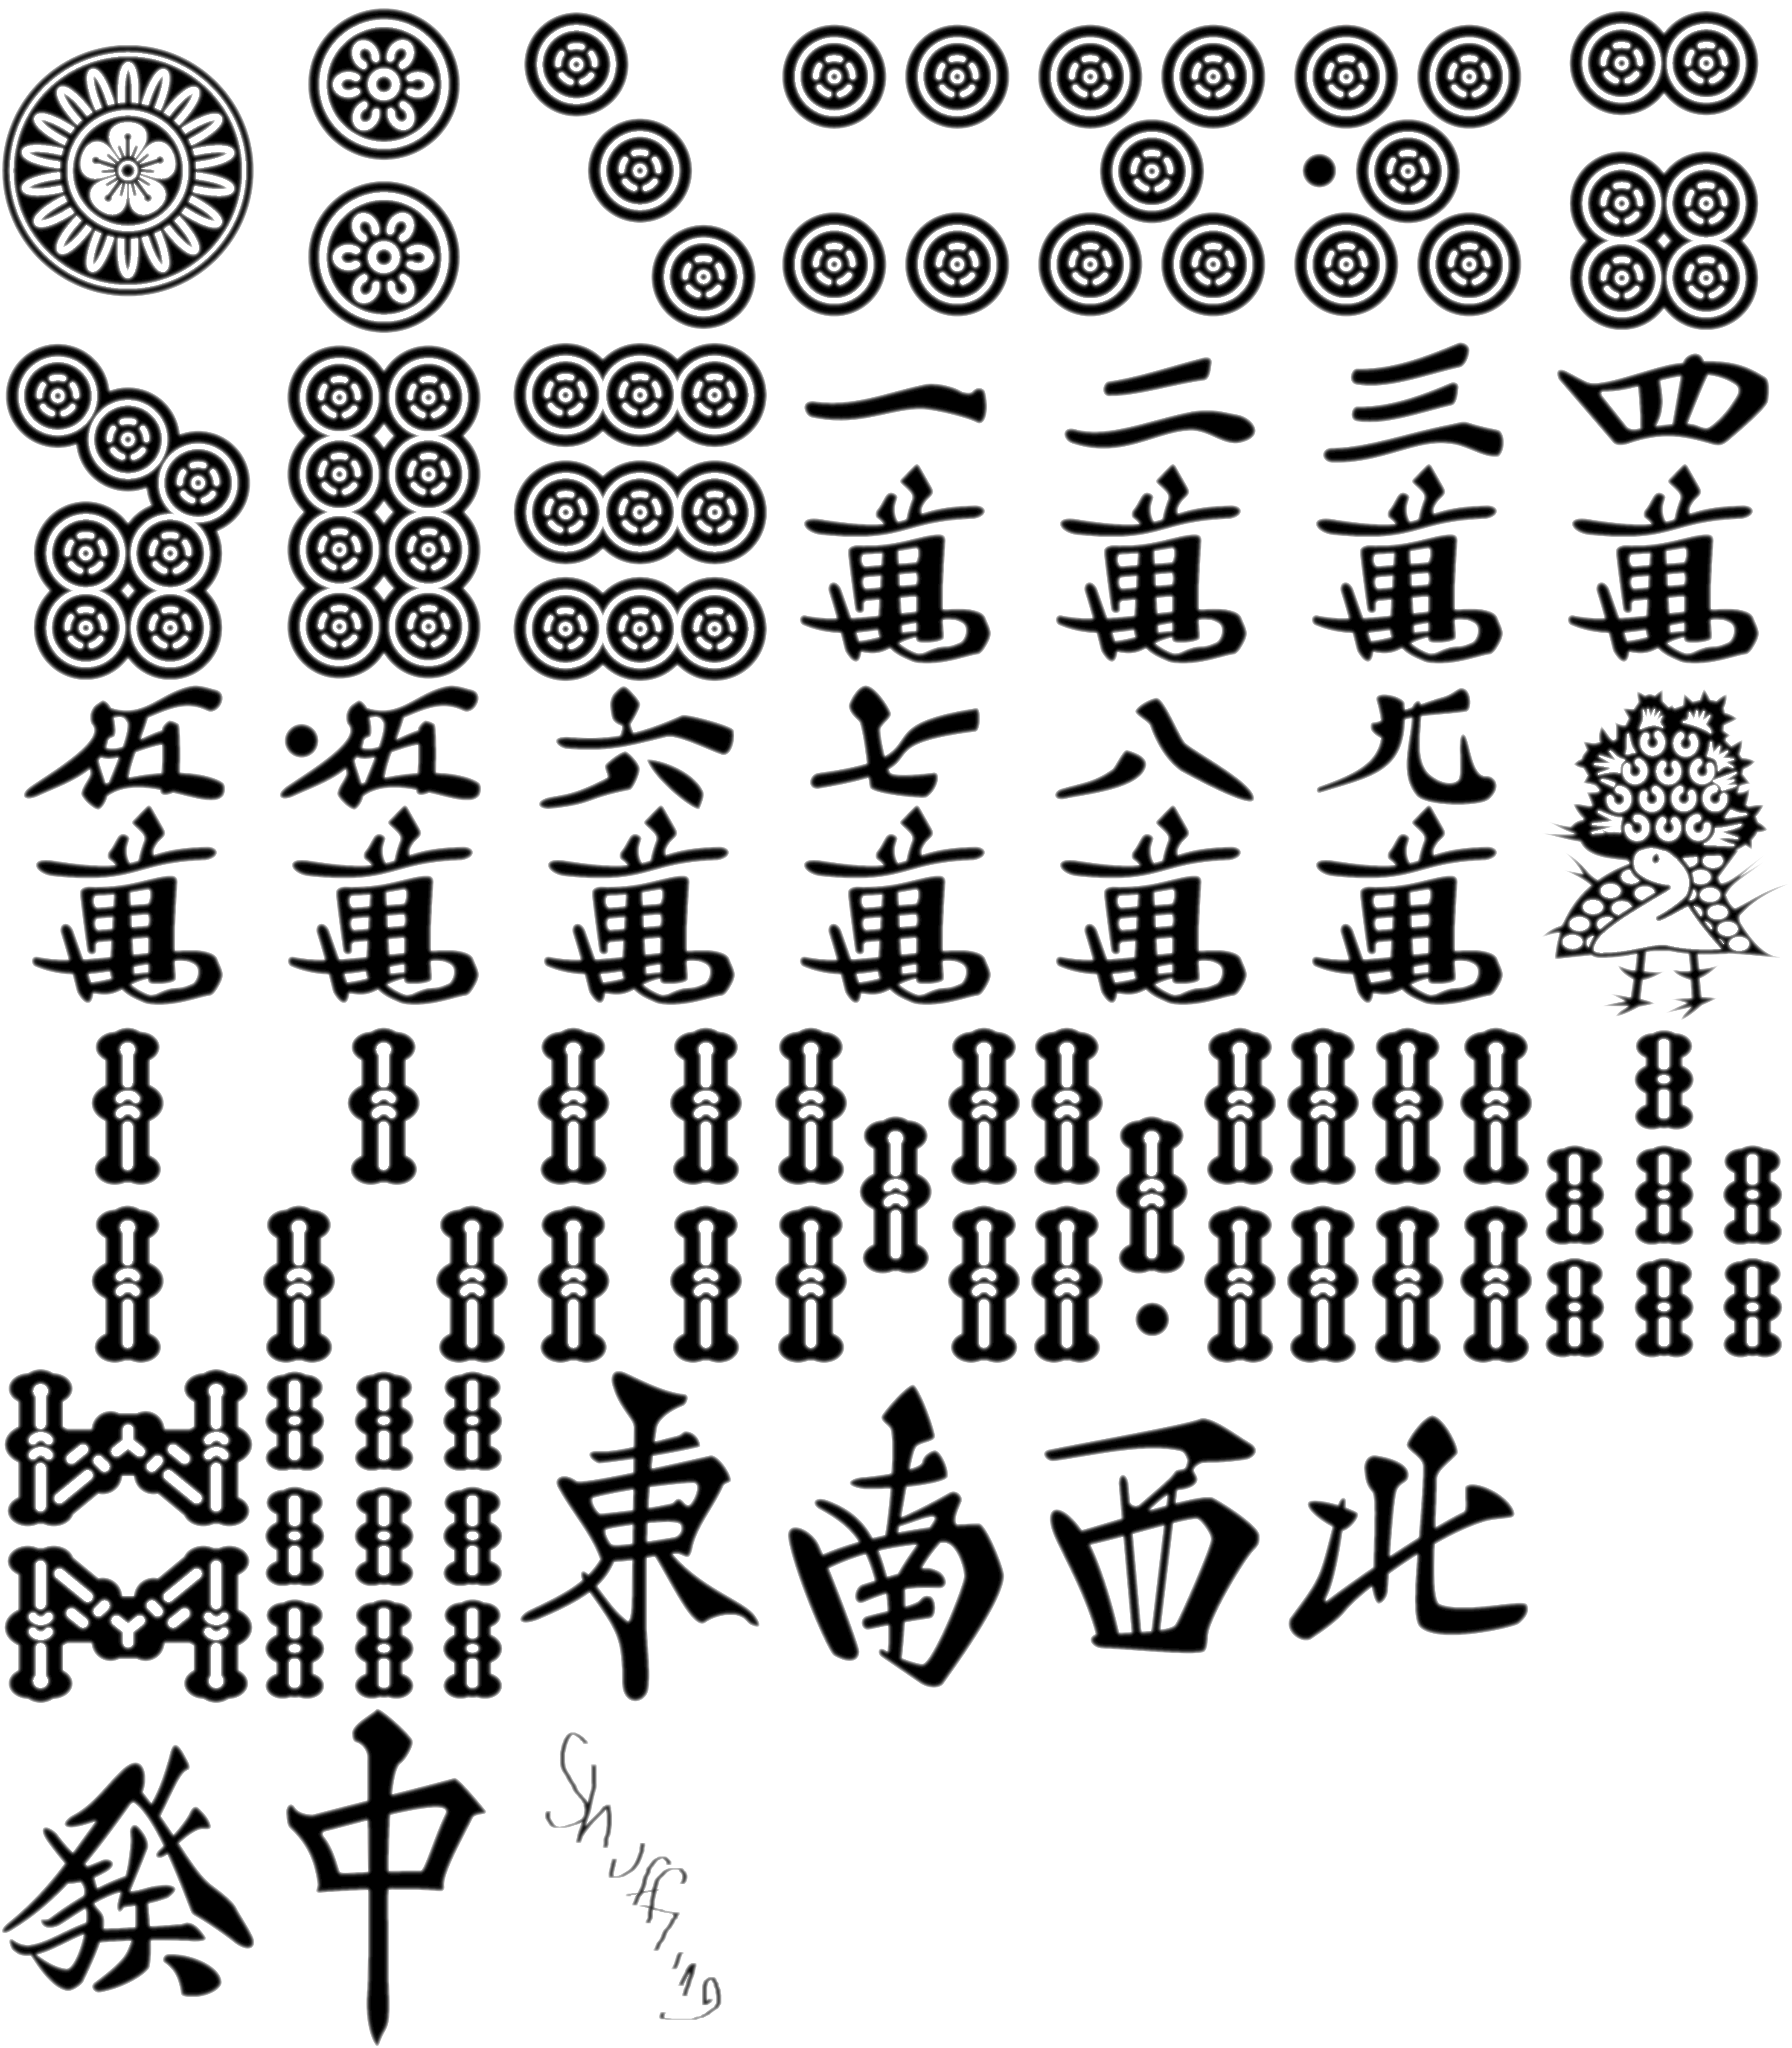 一 二 三 四
萬 萬 萬 萬
伍 伍 六 七 八 九
萬 萬 萬 萬 萬 萬
東 南 西 北
發 中